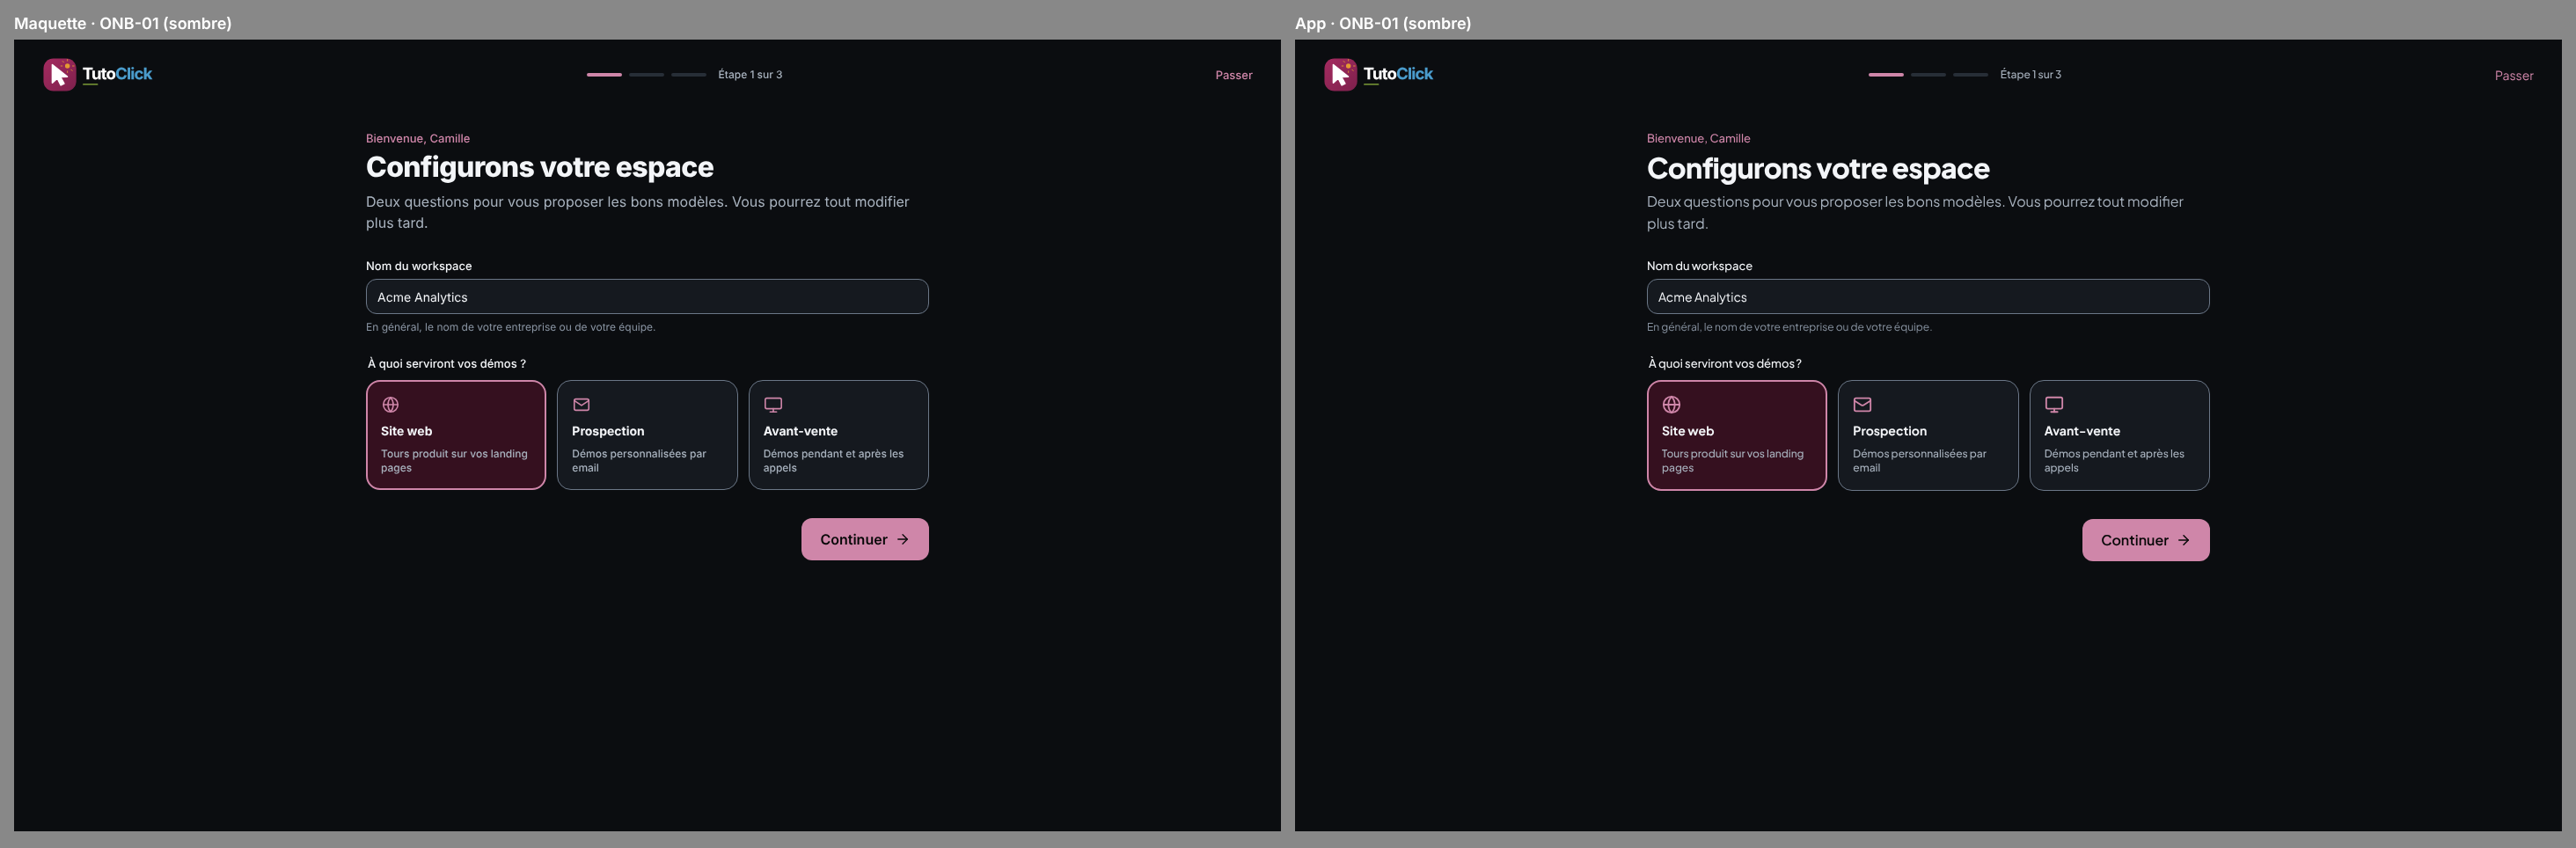 Maquette · ONB-01 (sombre)
TutoClick
Étape 1 sur 3
Passer
Bienvenue, Camille
Configurons votre espace
Deux questions pour vous proposer les bons modèles. Vous pourrez tout modifier
plus tard.
Nom du workspace
Acme Analytics
En général, le nom de votre entreprise ou de votre équipe.
À quoi serviront vos démos ?
Site web
Tours produit sur vos landing
pages
Prospection
Démos personnalisées par
email
Avant-vente
Démos pendant et après les
appels
Continuer
App · ONB-01 (sombre)
TutoClick
Étape 1 sur 3
Passer
Bienvenue, Camille
Configurons votre espace
Deux questions pour vous proposer les bons modèles. Vous pourrez tout modifier
plus tard.
Nom du workspace
Acme Analytics
En général, le nom de votre entreprise ou de votre équipe.
À quoi serviront vos démos ?
Site web
Tours produit sur vos landing
pages
Prospection
Démos personnalisées par
email
Avant-vente
Démos pendant et après les
appels
Continuer